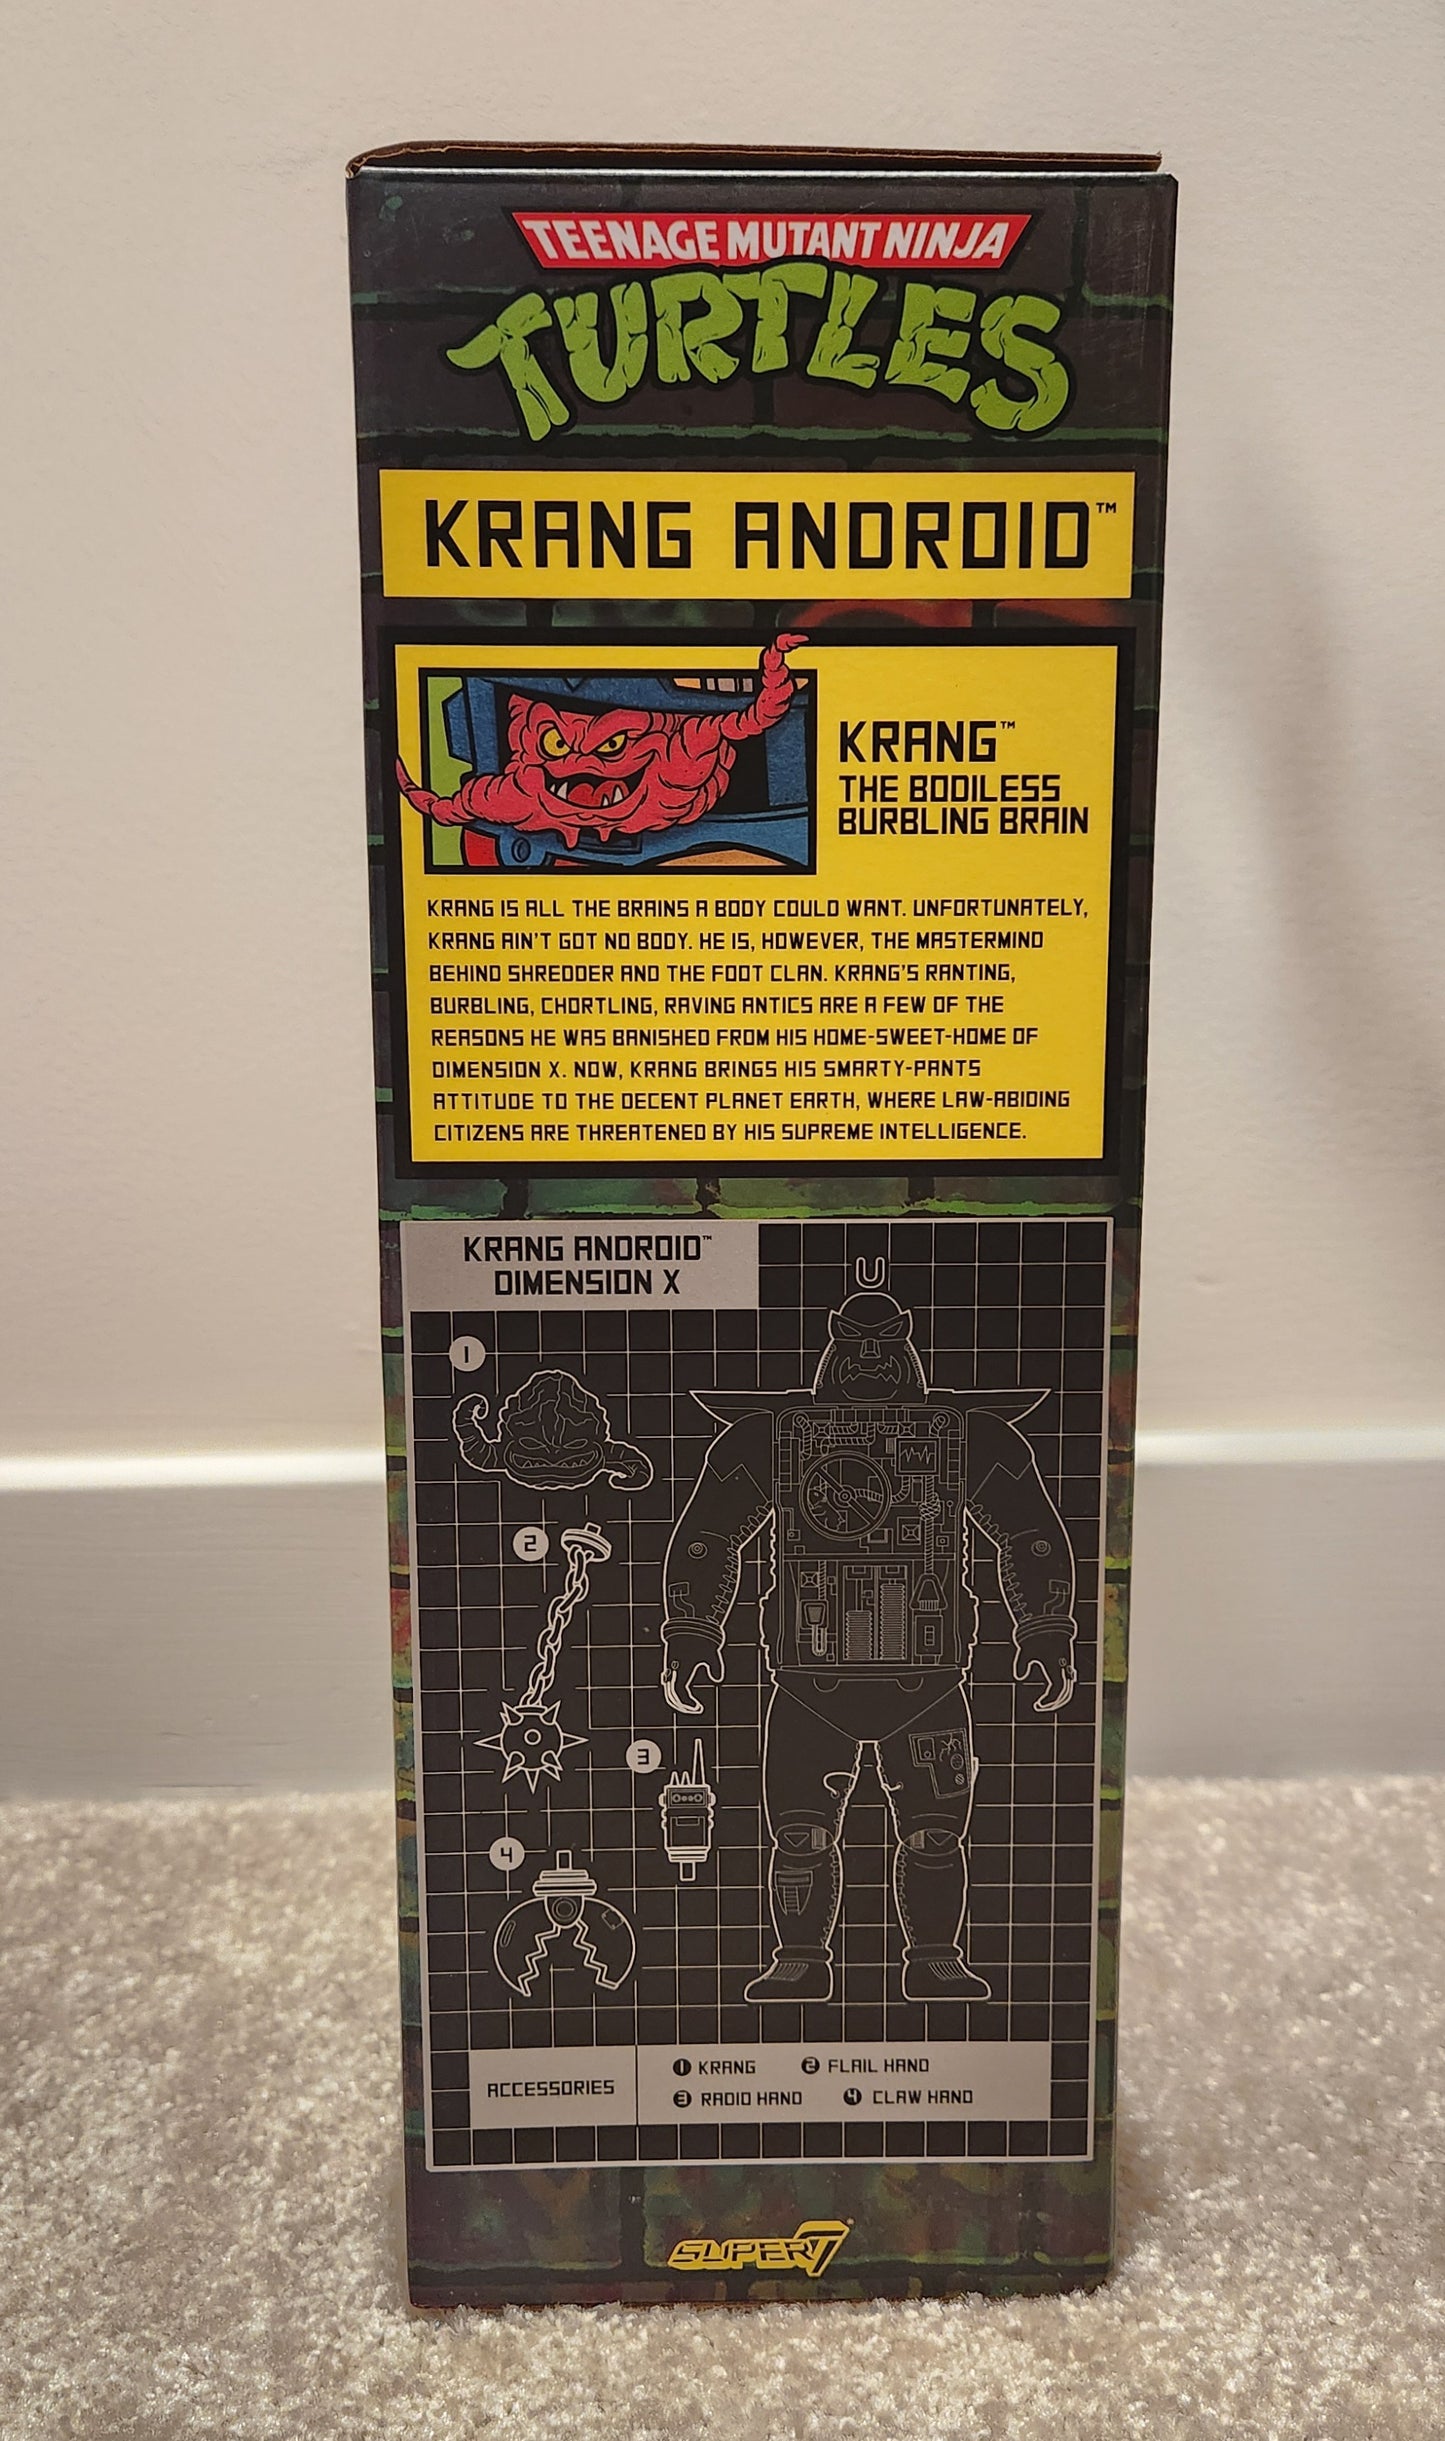 TEENAGE MUTANT NINJA
TURTLES
KRANG ANDROID™
KRANG™
THE BODILESS
BURBLING BRAIN
KRANG IS ALL THE BRAINS A BODY COULD WANT. UNFORTUNATELY,
KRANG AIN'T GOT NO BODY. HE IS, HOWEVER, THE MASTERMIND
BEHIND SHREDDER AND THE FOOT CLAN. KRANG'S RANTING,
BURBLING, CHORTLING, RAVING ANTICS ARE A FEW OF THE
REASONS HE WAS BANISHED FROM HIS HOME-SWEET-HOME OF
DIMENSION X. NOW, KRANG BRINGS HIS SMARTY-PANTS
ATTITUDE TO THE DECENT PLANET EARTH, WHERE LAW-ABIDING
CITIZENS ARE THREATENED BY HIS SUPREME INTELLIGENCE.
KRANG ANDROID™
DIMENSION X
1
2
3
4
ACCESSORIES
1 KRANG 2 FLAIL HAND
3 RADIO HAND 4 CLAW HAND
SUPER7®